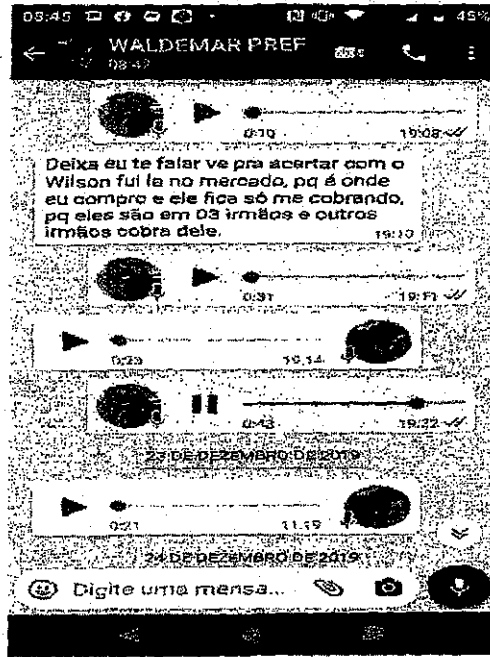 08:45
45%
WALDEMAR PREF
08:42
0:10 19:08
Deixa eu te falar ve pra acertar com o
Wilson fui la no mercado, pq é onde
eu compro e ele fica só me cobrando,
pq eles são em 03 irmãos e outros
irmãos cobra dele.
19:10
0:31 19:11
0:23 19:14
0:43 19:22
23 DE DEZEMBRO DE 2019
0:21 11:19
24 DE DEZEMBRO DE 2019
Digite uma mensa...